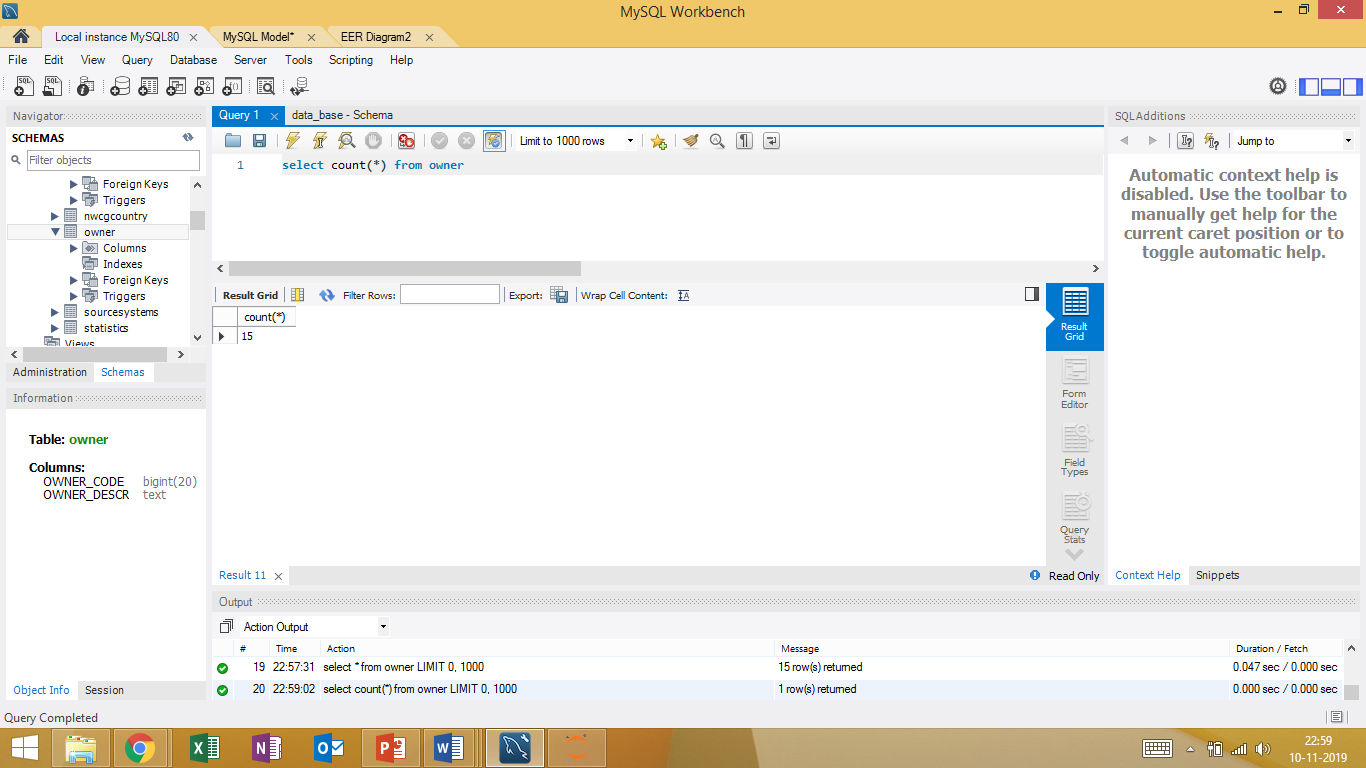 MySQL Workbench
Local instance MySQL80
MySQL Model*
EER Diagram2
File Edit View Query Database Server Tools Scripting Help
Navigator
SCHEMAS
Filter objects
Foreign Keys
Triggers
nwcgcountry
owner
Columns
Indexes
Foreign Keys
Triggers
sourcesystems
statistics
Views
Administration Schemas
Information
Table: owner
Columns:
OWNER_CODE bigint(20)
OWNER_DESCR text
Object Info Session
Query 1
data_base - Schema
Limit to 1000 rows
1 select count(*) from owner
Result Grid Filter Rows: Export: Wrap Cell Content:
count(*)
15
Result Grid
Form Editor
Field Types
Query Stats
Result 11
Read Only
SQLAdditions
Jump to
Automatic context help is
disabled. Use the toolbar to
manually get help for the
current caret position or to
toggle automatic help.
Context Help Snippets
Output
Action Output
# Time Action Message Duration / Fetch
19 22:57:31 select * from owner LIMIT 0, 1000 15 row(s) returned 0.047 sec / 0.000 sec
20 22:59:02 select count(*) from owner LIMIT 0, 1000 1 row(s) returned 0.000 sec / 0.000 sec
Query Completed
22:59
10-11-2019